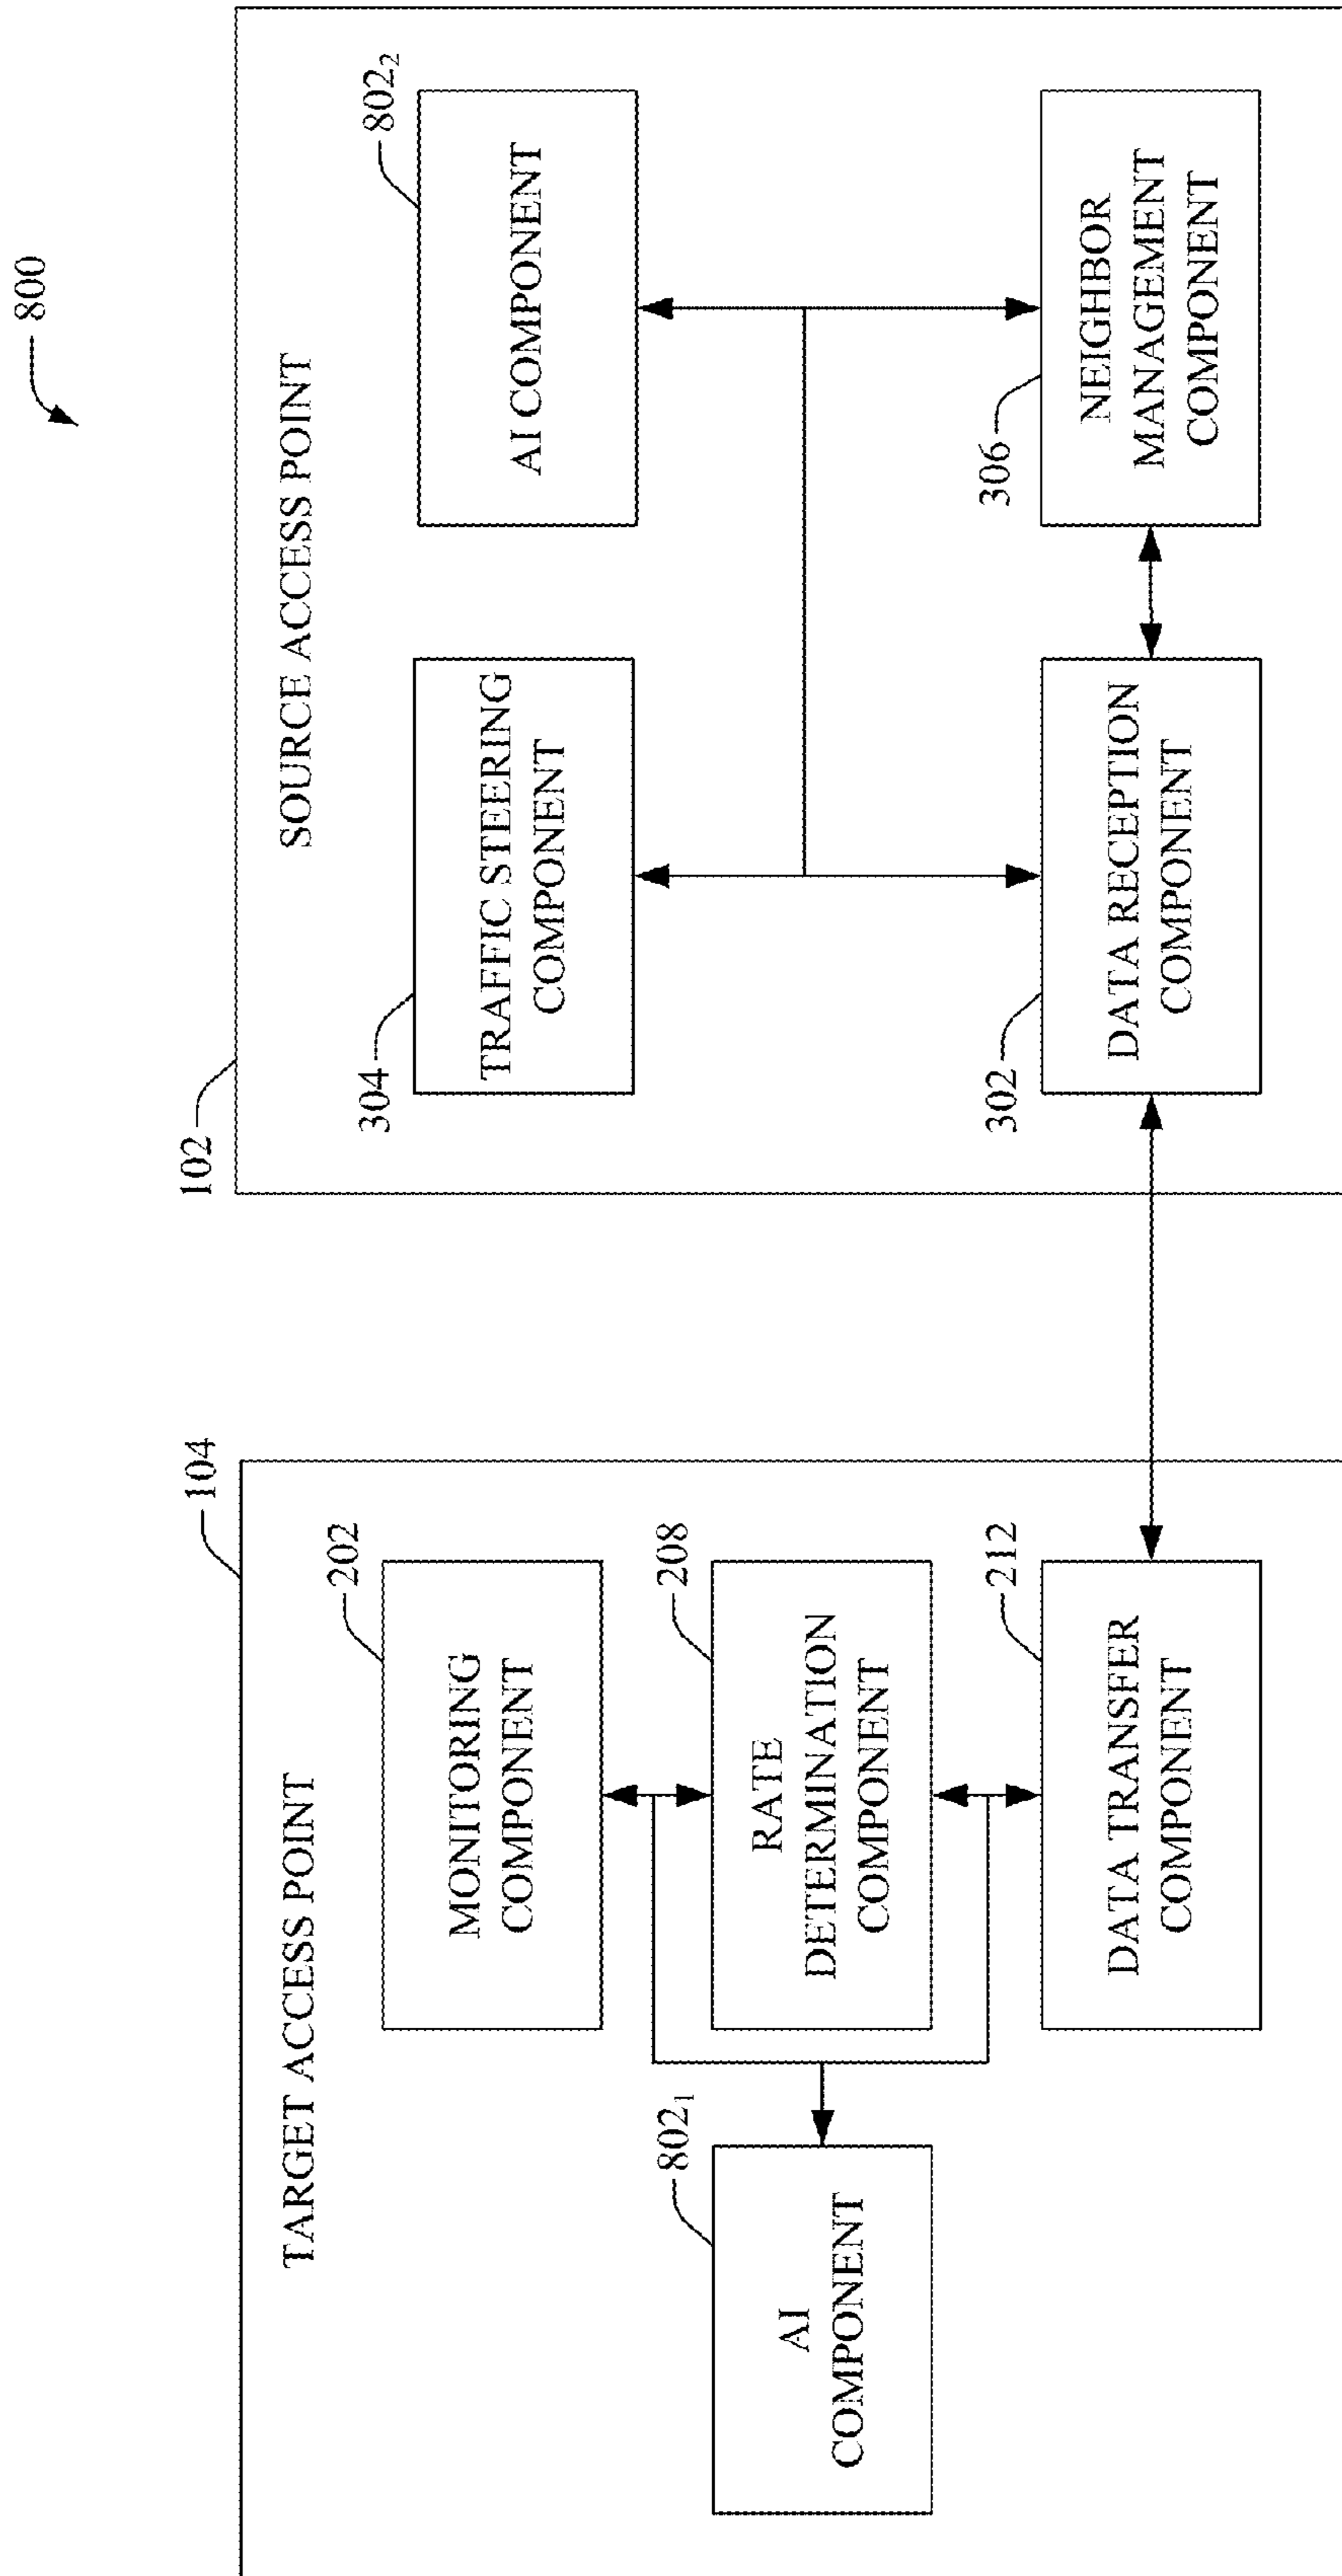 800
TARGET ACCESS POINT
104
MONITORING
COMPONENT
202
AI
COMPONENT
802₁
RATE
DETERMINATION
COMPONENT
208
DATA TRANSFER
COMPONENT
212
SOURCE ACCESS POINT
102
TRAFFIC STEERING
COMPONENT
304
AI COMPONENT
802₂
DATA RECEPTION
COMPONENT
302
NEIGHBOR
MANAGEMENT
COMPONENT
306